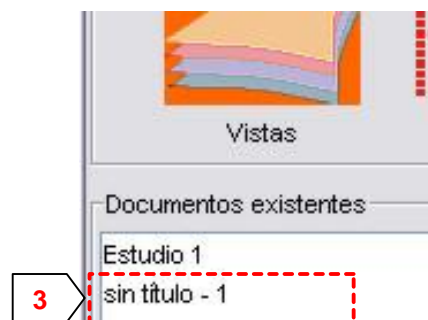 Vistas
Documentos existentes
Estudio 1
3
sin título - 1